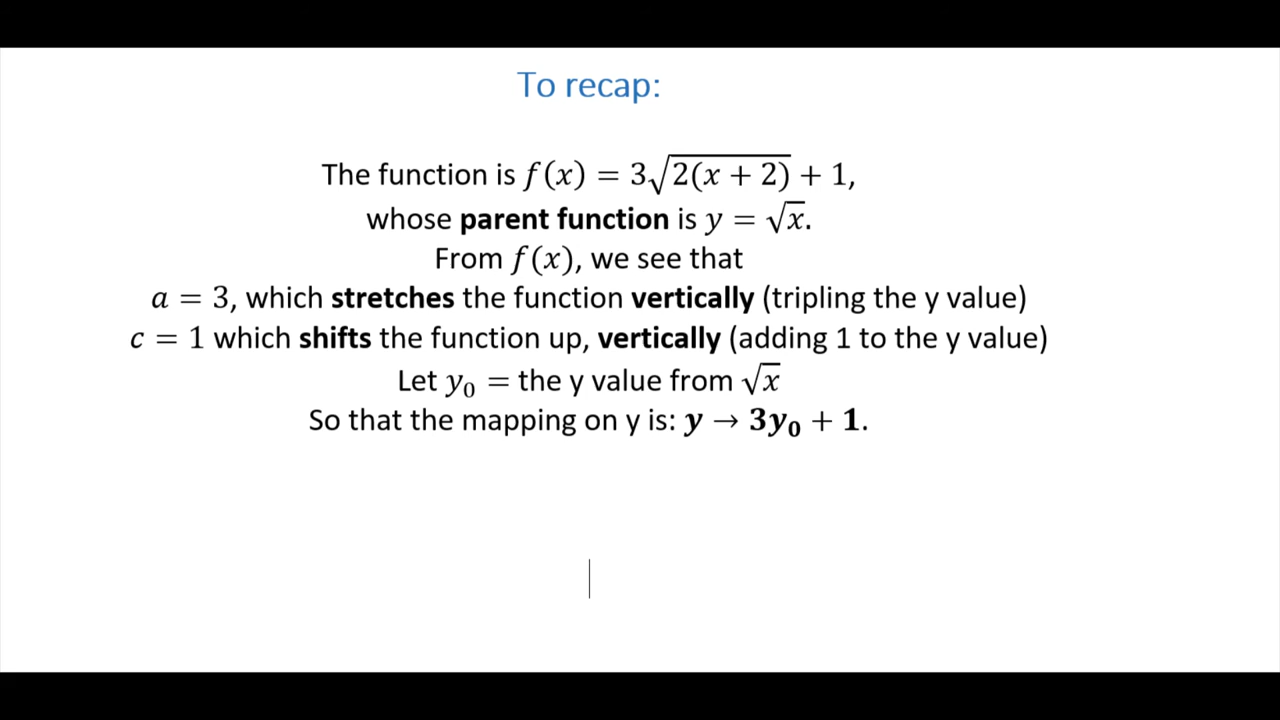 To recap:
The function is f(x) = 3√2(x + 2) + 1,
whose parent function is y = √x.
From f(x), we see that
a = 3, which stretches the function vertically (tripling the y value)
c = 1 which shifts the function up, vertically (adding 1 to the y value)
Let y₀ = the y value from √x
So that the mapping on y is: y → 3y₀ + 1.